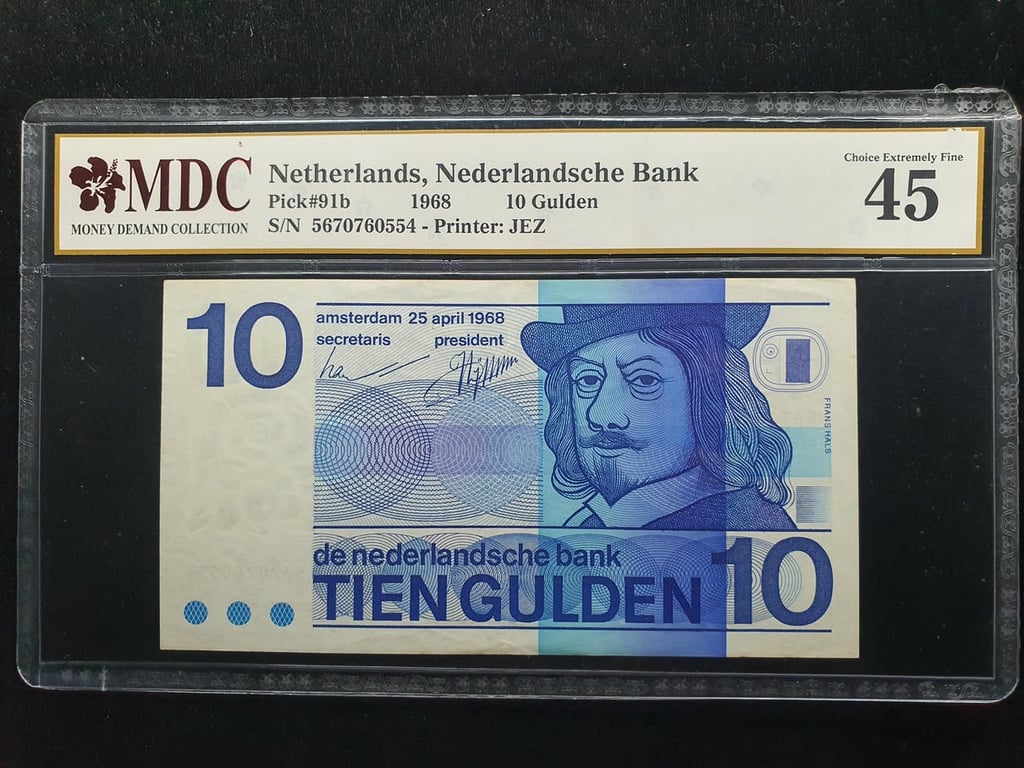 MDC
MONEY DEMAND COLLECTION
Netherlands, Nederlandsche Bank
Pick#91b 1968 10 Gulden
S/N 5670760554 - Printer: JEZ
Choice Extremely Fine
45
10
amsterdam 25 april 1968
secretaris president
FRANS HALS
de nederlandsche bank
TIEN GULDEN 10